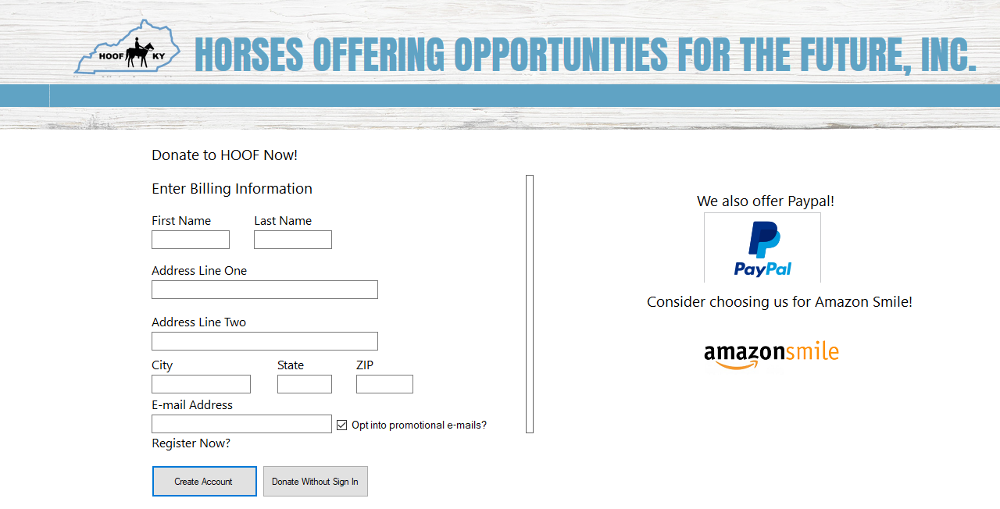 HOOF KY
HORSES OFFERING OPPORTUNITIES FOR THE FUTURE, INC.
Donate to HOOF Now!
Enter Billing Information
First Name Last Name
Address Line One
Address Line Two
City State ZIP
E-mail Address
Opt into promotional e-mails?
Register Now?
Create Account Donate Without Sign In
We also offer Paypal!
PayPal
Consider choosing us for Amazon Smile!
amazonsmile